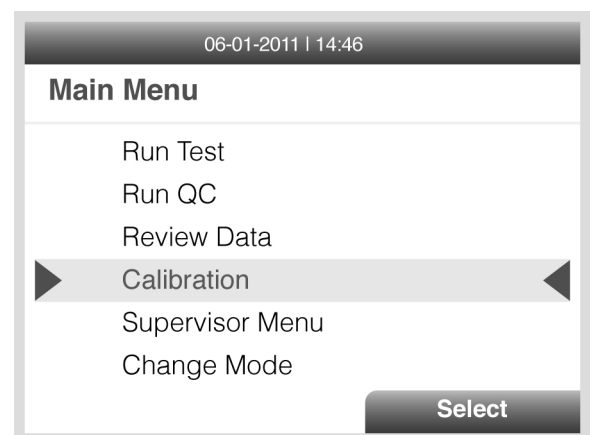 06-01-2011 | 14:46
Main Menu
Run Test
Run QC
Review Data
Calibration
Supervisor Menu
Change Mode
Select